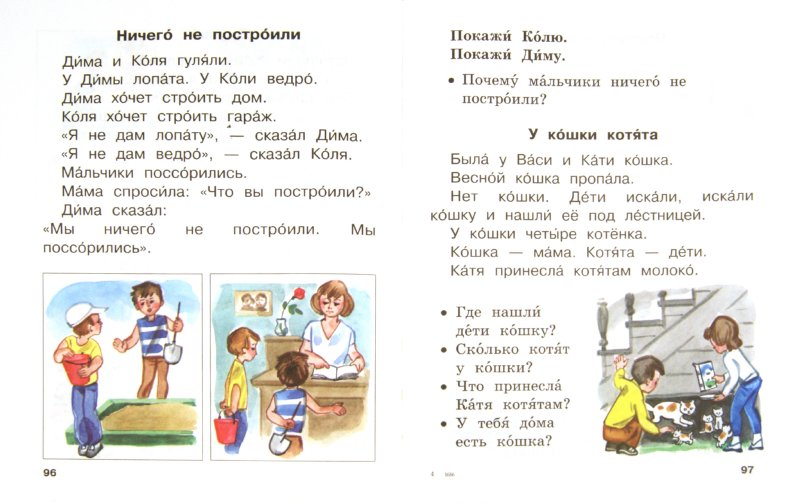 Ничего́ не постро́или
Ди́ма и Ко́ля гуля́ли.
У Ди́мы лопа́та. У Ко́ли ведро́.
Ди́ма хо́чет стро́ить дом.
Ко́ля хо́чет стро́ить гара́ж.
«Я не дам лопа́ту», — сказа́л Ди́ма.
«Я не дам ведро́», — сказа́л Ко́ля.
Ма́льчики поссо́рились.
Ма́ма спроси́ла: «Что вы постро́или?»
Ди́ма сказа́л:
«Мы ничего́ не постро́или. Мы
поссо́рились».
96
Покажи́ Ко́лю.
Покажи́ Ди́му.
• Почему́ ма́льчики ничего́ не
постро́или?
У ко́шки котя́та
Была́ у Ва́си и Ка́ти ко́шка.
Весно́й ко́шка пропа́ла.
Нет ко́шки. Де́ти иска́ли, иска́ли
ко́шку и нашли́ её под ле́стницей.
У ко́шки четы́ре котёнка.
Ко́шка — ма́ма. Котя́та — де́ти.
Ка́тя принесла́ котя́там молоко́.
• Где нашли́
де́ти ко́шку?
• Ско́лько котя́т
у ко́шки?
• Что принесла́
Ка́тя котя́там?
• У тебя́ до́ма
есть ко́шка?
4
97